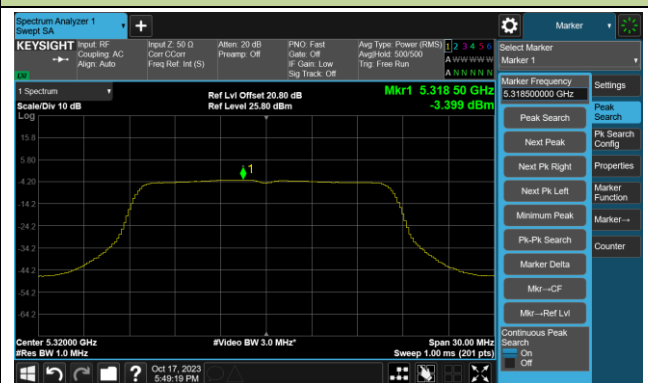 Spectrum Analyzer 1
Swept SA
Marker
KEYSIGHT
Input: RF
Coupling: AC
Align: Auto
Input Z: 50 Ω
Corr CCorr
Freq Ref: Int (S)
Atten: 20 dB
Preamp: Off
PNO: Fast
Gate: Off
IF Gain: Low
Sig Track: Off
Avg Type: Power (RMS)
Avg|Hold: 500/500
Trig: Free Run
1 2 3 4 5 6
A W W W W W
A N N N N N
Select Marker
Marker 1
Marker Frequency
5.318500000 GHz
Peak Search
Next Peak
Next Pk Right
Next Pk Left
Minimum Peak
Pk-Pk Search
Marker Delta
Mkr→CF
Mkr→Ref Lvl
Continuous Peak
Search
On
Off
Settings
Peak
Search
Pk Search
Config
Properties
Marker
Function
Marker→
Counter
1 Spectrum
Scale/Div 10 dB
Log
Ref Lvl Offset 20.80 dB
Ref Level 25.80 dBm
Mkr1 5.318 50 GHz
-3.399 dBm
1
15.8
5.80
-4.20
-14.2
-24.2
-34.2
-44.2
-54.2
-64.2
Center 5.32000 GHz
#Res BW 1.0 MHz
#Video BW 3.0 MHz*
Span 30.00 MHz
Sweep 1.00 ms (201 pts)
?
Oct 17, 2023
5:49:19 PM